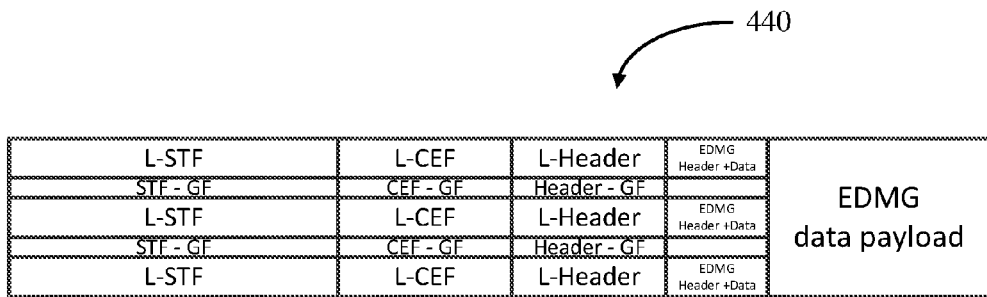 440
L-STF L-CEF L-Header EDMG
Header +Data
STF - GF CEF - GF Header - GF
L-STF L-CEF L-Header EDMG
Header +Data
EDMG
data payload
STF - GF CEF - GF Header - GF
L-STF L-CEF L-Header EDMG
Header +Data